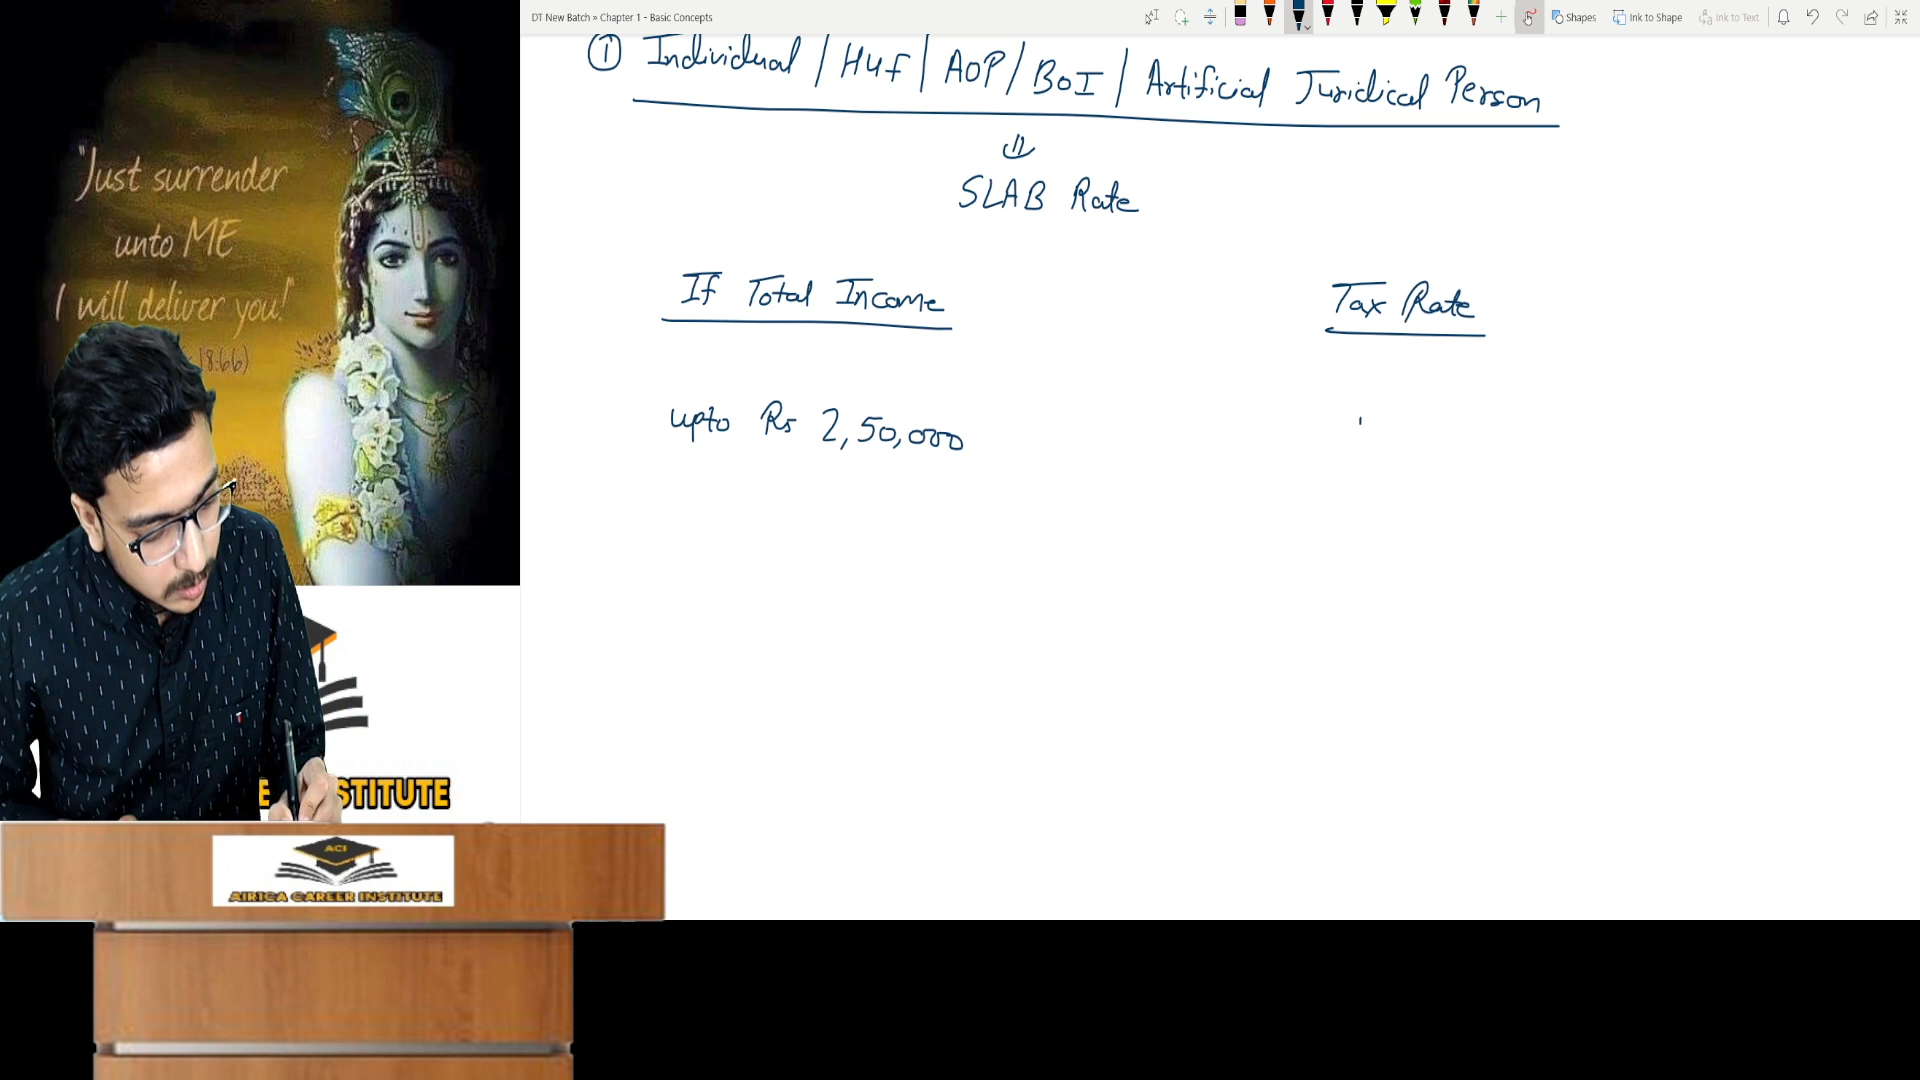 DT New Batch » Chapter 1 - Basic Concepts
Shapes
Ink to Shape
Ink to Text
① Individual / HUF / AOP / BOI / Artificial Juridical Person
SLAB Rate
If Total Income
Tax Rate
upto Rs 2,50,000
"Just surrender
unto ME
I will deliver you!"
18:66)
E
STITUTE
ACI
AIRICA CAREER INSTITUTE